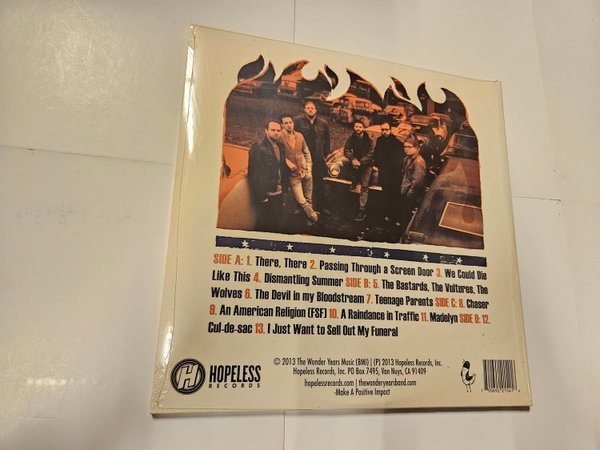 SIDE A: 1. There, There 2. Passing Through a Screen Door 3. We Could Die
Like This 4. Dismantling Summer SIDE B: 5. The Bastards, The Vultures, The
Wolves 6. The Devil in my Bloodstream 7. Teenage Parents SIDE C: 8. Chaser
9. An American Religion (FSF) 10. A Raindance in Traffic 11. Madelyn SIDE D: 12.
Cul-de-sac 13. I Just Want to Sell Out My Funeral
H HOPELESS
RECORDS
© 2013 The Wonder Years Music (BMI) | (P) 2013 Hopeless Records, Inc.
Hopeless Records, Inc. PO Box 7495, Van Nuys, CA 91409
hopelessrecords.com | thewonderyearsband.com
-Make A Positive Impact